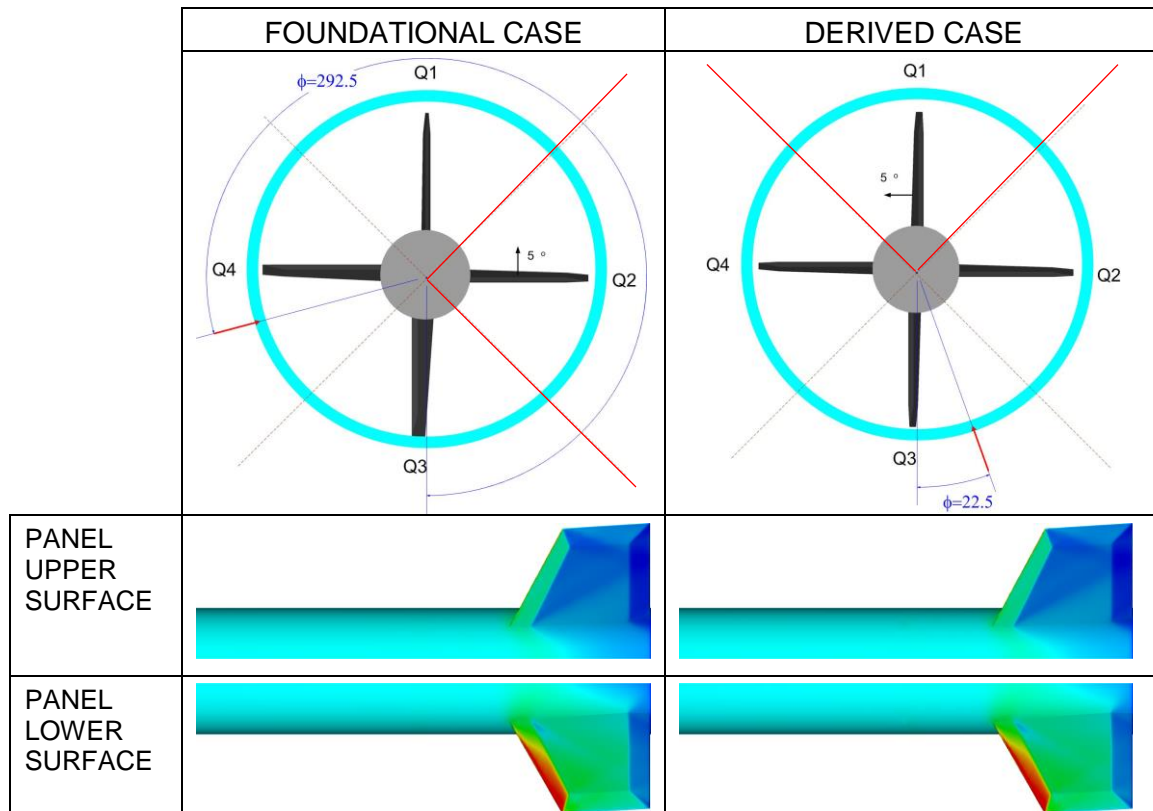 FOUNDATIONAL CASE
DERIVED CASE
ϕ=292.5
Q1
Q4
5 °
Q2
Q3
Q1
5 °
Q4
Q2
Q3
ϕ=22.5
PANEL
UPPER
SURFACE
PANEL
LOWER
SURFACE